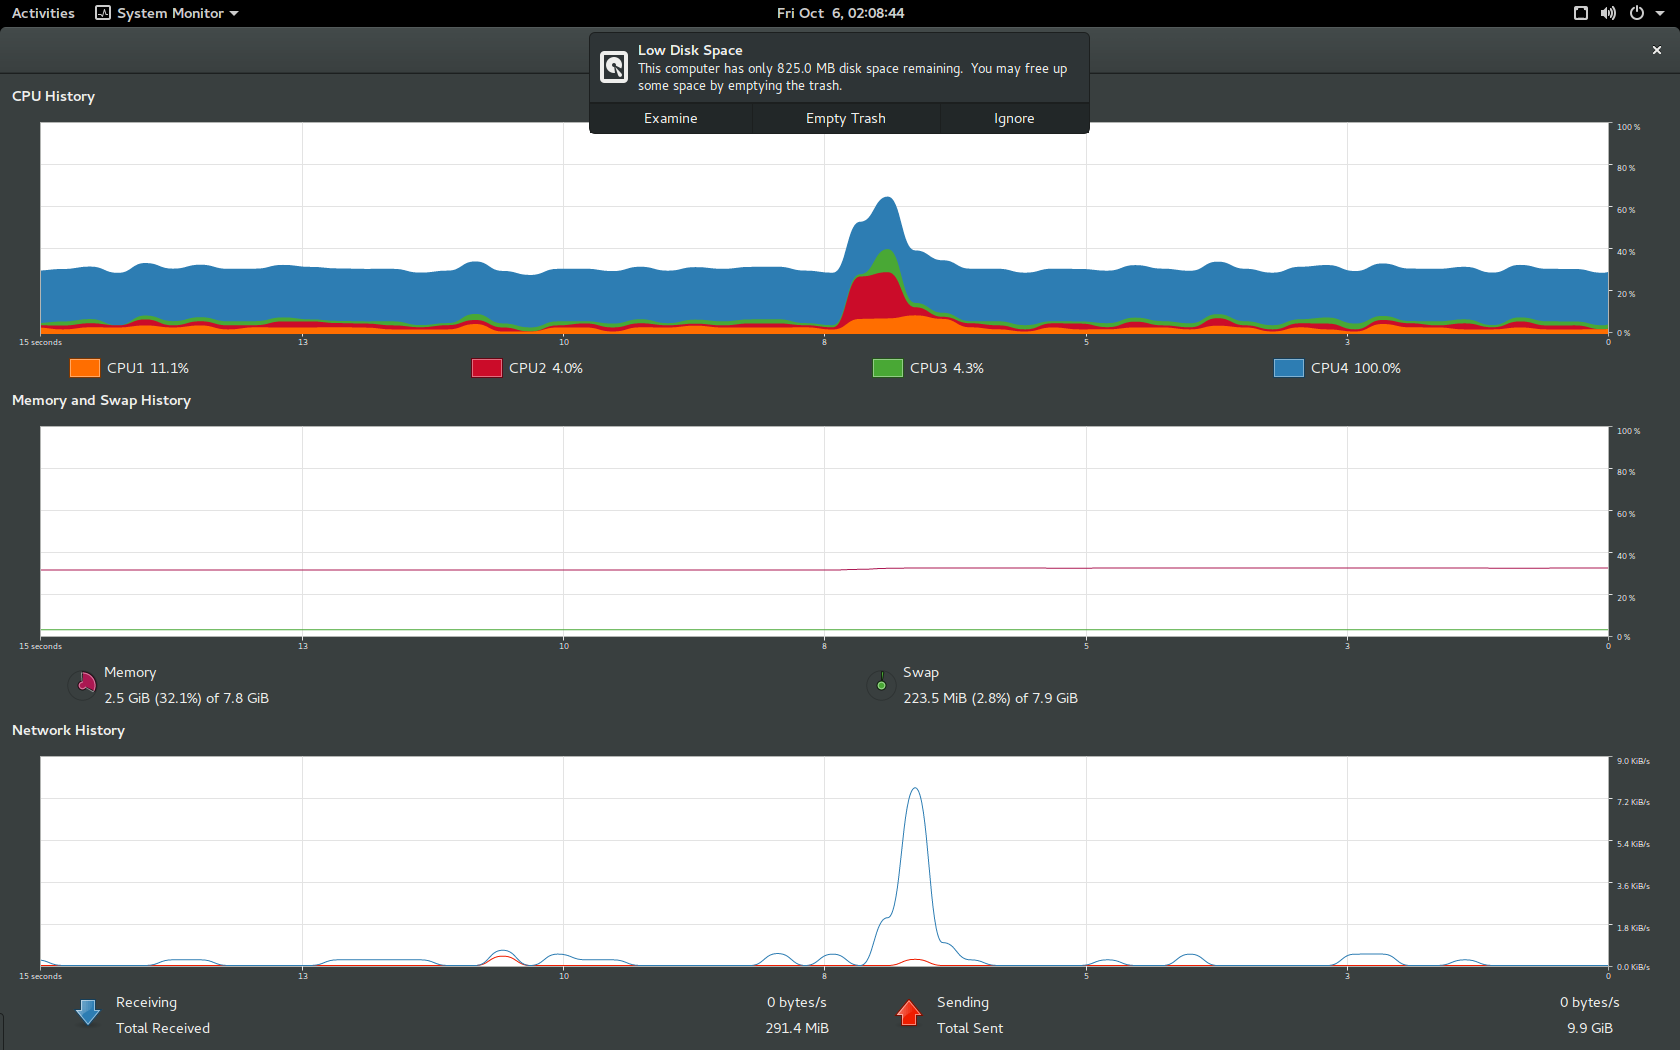 Activities System Monitor Fri Oct 6, 02:08:44
Low Disk Space
This computer has only 825.0 MB disk space remaining. You may free up
some space by emptying the trash.
Examine Empty Trash Ignore
CPU History
100 %
80 %
60 %
40 %
20 %
0 %
15 seconds 13 10 8 5 3 0
CPU1 11.1% CPU2 4.0% CPU3 4.3% CPU4 100.0%
Memory and Swap History
100 %
80 %
60 %
40 %
20 %
0 %
15 seconds 13 10 8 5 3 0
Memory
2.5 GiB (32.1%) of 7.8 GiB
Swap
223.5 MiB (2.8%) of 7.9 GiB
Network History
9.0 KiB/s
7.2 KiB/s
5.4 KiB/s
3.6 KiB/s
1.8 KiB/s
0.0 KiB/s
15 seconds 13 10 8 5 3 0
Receiving 0 bytes/s
Total Received 291.4 MiB
Sending 0 bytes/s
Total Sent 9.9 GiB